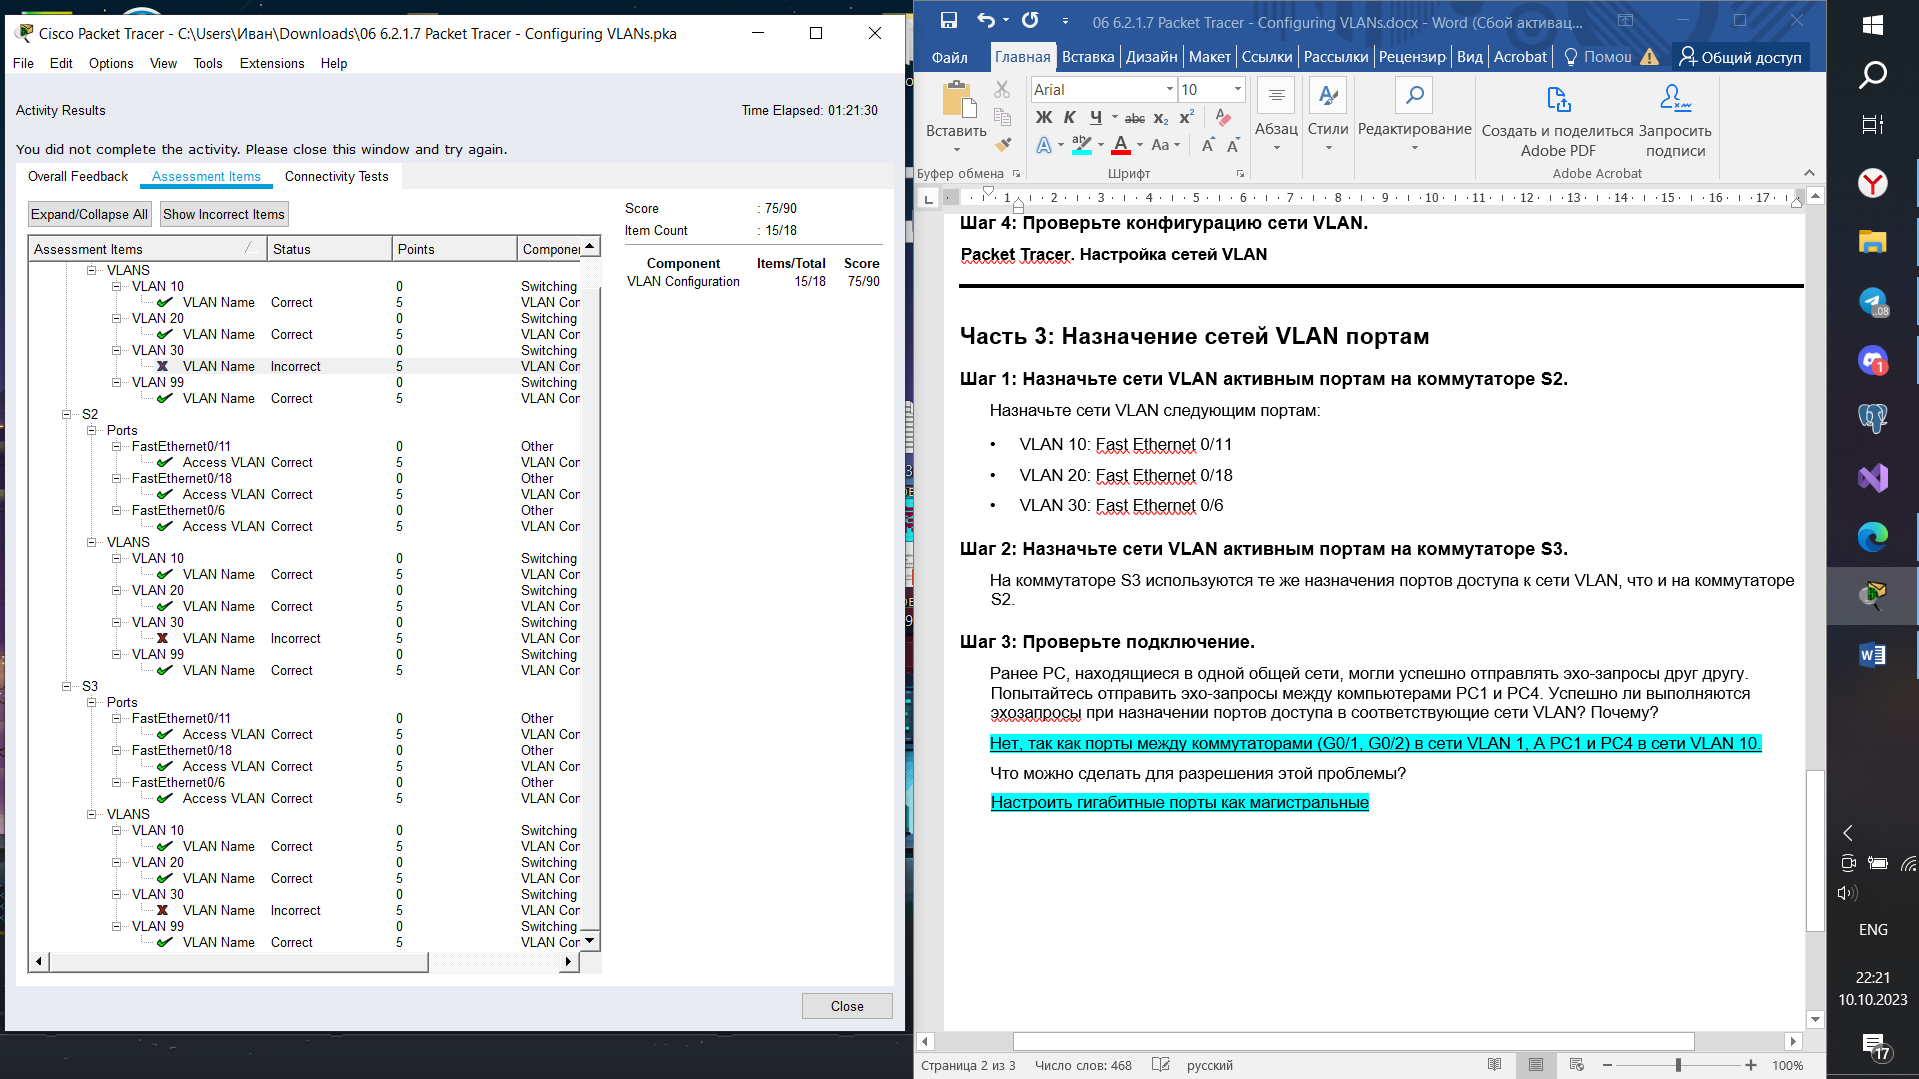 Cisco Packet Tracer - C:\Users\Иван\Downloads\06 6.2.1.7 Packet Tracer - Configuring VLANs.pka
File Edit Options View Tools Extensions Help
Activity Results
Time Elapsed: 01:21:30
You did not complete the activity. Please close this window and try again.
Overall Feedback Assessment Items Connectivity Tests
Expand/Collapse All Show Incorrect Items
Assessment Items Status Points Componer
VLANS
VLAN 10 0 Switching
VLAN Name Correct 5 VLAN Cor
VLAN 20 0 Switching
VLAN Name Correct 5 VLAN Cor
VLAN 30 0 Switching
VLAN Name Incorrect 5 VLAN Cor
VLAN 99 0 Switching
VLAN Name Correct 5 VLAN Cor
S2
Ports
FastEthernet0/11 0 Other
Access VLAN Correct 5 VLAN Cor
FastEthernet0/18 0 Other
Access VLAN Correct 5 VLAN Cor
FastEthernet0/6 0 Other
Access VLAN Correct 5 VLAN Cor
VLANS
VLAN 10 0 Switching
VLAN Name Correct 5 VLAN Cor
VLAN 20 0 Switching
VLAN Name Correct 5 VLAN Cor
VLAN 30 0 Switching
VLAN Name Incorrect 5 VLAN Cor
VLAN 99 0 Switching
VLAN Name Correct 5 VLAN Cor
S3
Ports
FastEthernet0/11 0 Other
Access VLAN Correct 5 VLAN Cor
FastEthernet0/18 0 Other
Access VLAN Correct 5 VLAN Cor
FastEthernet0/6 0 Other
Access VLAN Correct 5 VLAN Cor
VLANS
VLAN 10 0 Switching
VLAN Name Correct 5 VLAN Cor
VLAN 20 0 Switching
VLAN Name Correct 5 VLAN Cor
VLAN 30 0 Switching
VLAN Name Incorrect 5 VLAN Cor
VLAN 99 0 Switching
VLAN Name Correct 5 VLAN Cor
Score : 75/90
Item Count : 15/18
Component Items/Total Score
VLAN Configuration 15/18 75/90
Close
06 6.2.1.7 Packet Tracer - Configuring VLANs.docx - Word (Сбой активац...
Файл Главная Вставка Дизайн Макет Ссылки Рассылки Рецензир Вид Acrobat Помощ Общий доступ
Вставить
Буфер обмена
Arial 10
Ж К Ч abc x₂ x²
A ab A Aa A A
Шрифт
Абзац
Стили
Редактирование
Создать и поделиться Adobe PDF
Запросить подписи
Adobe Acrobat
1 2 3 4 5 6 7 8 9 10 11 12 13 14 15 16 17
Шаг 4: Проверьте конфигурацию сети VLAN.
Packet Tracer. Настройка сетей VLAN
Часть 3: Назначение сетей VLAN портам
Шаг 1: Назначьте сети VLAN активным портам на коммутаторе S2.
Назначьте сети VLAN следующим портам:
• VLAN 10: Fast Ethernet 0/11
• VLAN 20: Fast Ethernet 0/18
• VLAN 30: Fast Ethernet 0/6
Шаг 2: Назначьте сети VLAN активным портам на коммутаторе S3.
На коммутаторе S3 используются те же назначения портов доступа к сети VLAN, что и на коммутаторе
S2.
Шаг 3: Проверьте подключение.
Ранее PC, находящиеся в одной общей сети, могли успешно отправлять эхо-запросы друг другу.
Попытайтесь отправить эхо-запросы между компьютерами PC1 и PC4. Успешно ли выполняются
эхозапросы при назначении портов доступа в соответствующие сети VLAN? Почему?
Нет, так как порты между коммутаторами (G0/1, G0/2) в сети VLAN 1, А PC1 и PC4 в сети VLAN 10.
Что можно сделать для разрешения этой проблемы?
Настроить гигабитные порты как магистральные
Страница 2 из 3 Число слов: 468 русский 100%
ENG
22:21
10.10.2023
17